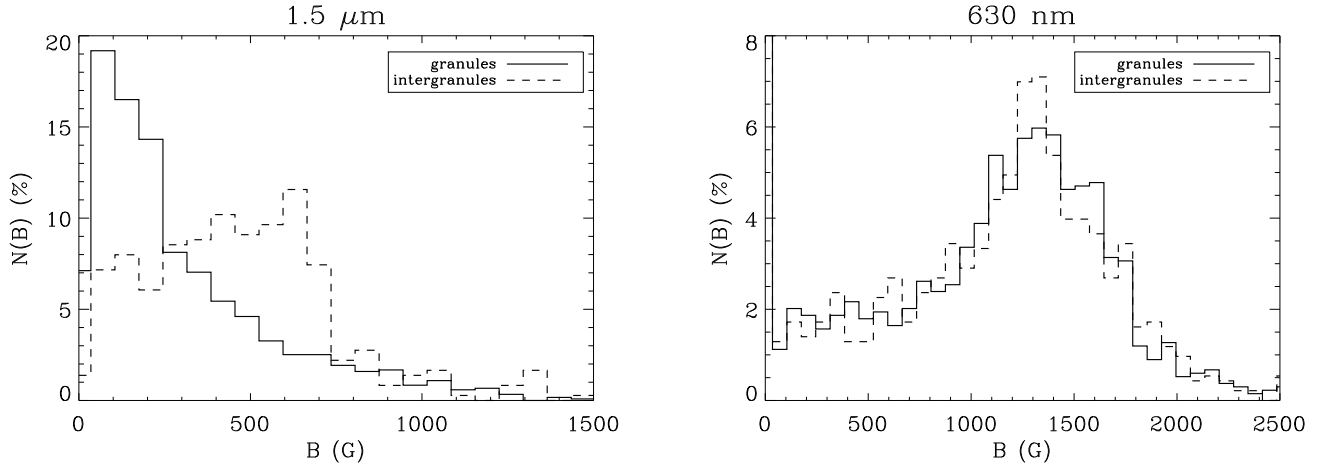 1.5 μm
20
15
10
5
0
N(B) (%)
granules
intergranules
0 500 1000 1500
B (G)
630 nm
8
6
4
2
0
N(B) (%)
granules
intergranules
0 500 1000 1500 2000 2500
B (G)